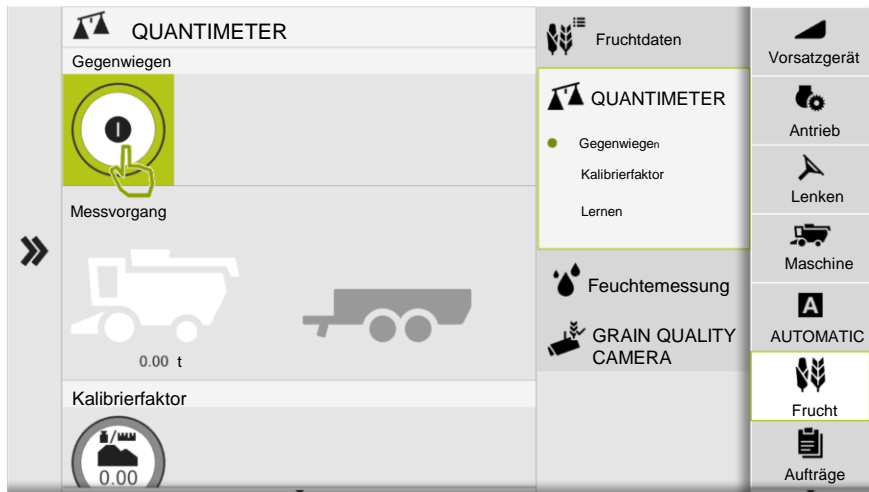 QUANTIMETER
Gegenwiegen
Messvorgang
0.00 t
Kalibrierfaktor
0.00
Fruchtdaten
QUANTIMETER
Gegenwiegen
Kalibrierfaktor
Lernen
Feuchtemessung
GRAIN QUALITY
CAMERA
Vorsatzgerät
Antrieb
Lenken
Maschine
A
AUTOMATIC
Frucht
Aufträge